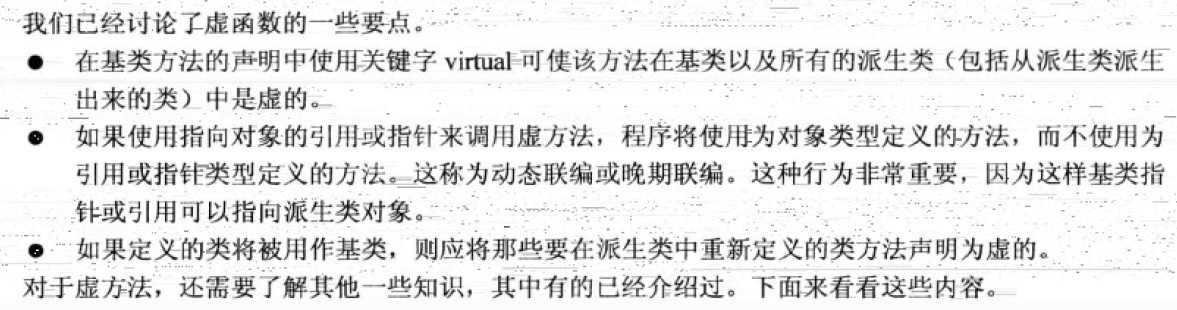 我们已经讨论了虚函数的一些要点。
● 在基类方法的声明中使用关键字 virtual 可使该方法在基类以及所有的派生类（包括从派生类派生
出来的类）中是虚的。
● 如果使用指向对象的引用或指针来调用虚方法，程序将使用为对象类型定义的方法，而不使用为
引用或指针类型定义的方法。这称为动态联编或晚期联编。这种行为非常重要，因为这样基类指
针或引用可以指向派生类对象。
● 如果定义的类将被用作基类，则应将那些要在派生类中重新定义的类方法声明为虚的。
对于虚方法，还需要了解其他一些知识，其中有的已经介绍过。下面来看看这些内容。